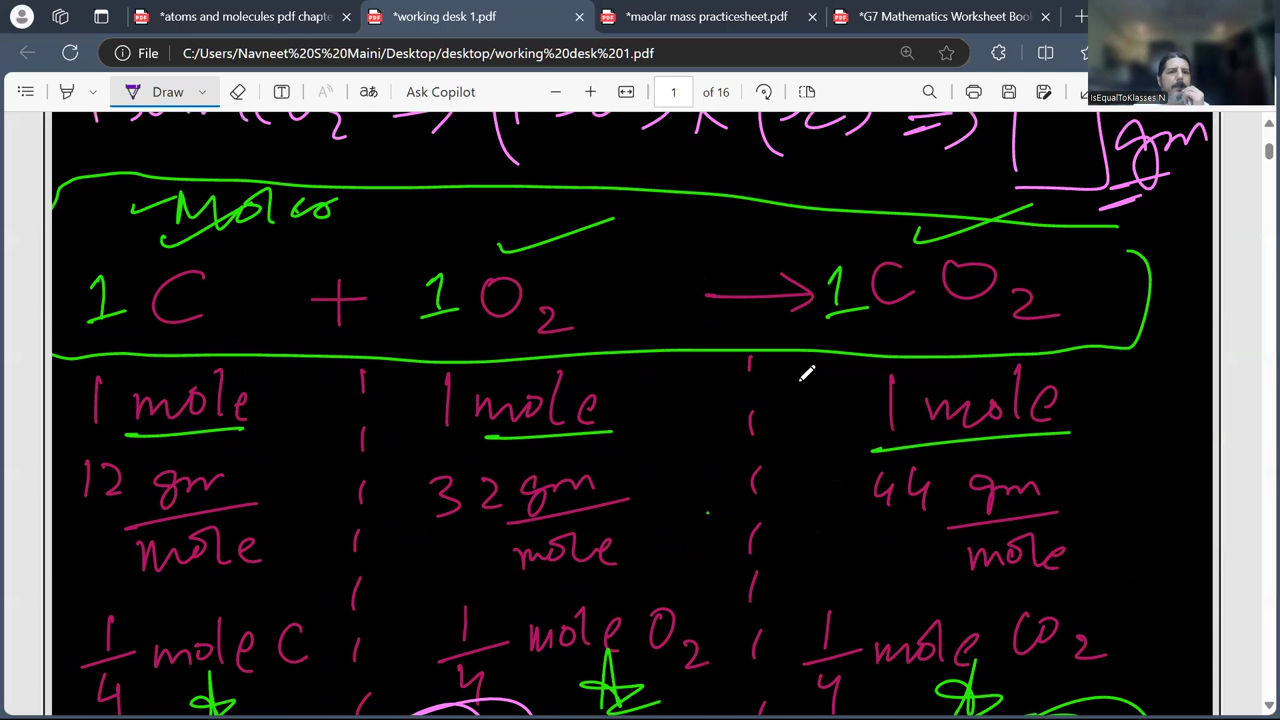 *atoms and molecules pdf chapte
*working desk 1.pdf
*maolar mass practicesheet.pdf
*G7 Mathematics Worksheet Boo
File C:/Users/Navneet%20S%20Maini/Desktop/desktop/working%20desk%201.pdf
Draw
Ask Copilot
1 of 16
IsEqualToKlasses N
gm
Moles
1 C + 1 O2 → 1 CO2
1 mole 1 mole 1 mole
12 gm/mole 32 gm/mole 44 gm/mole
1/4 mole C 1/4 mole O2 1/4 mole CO2